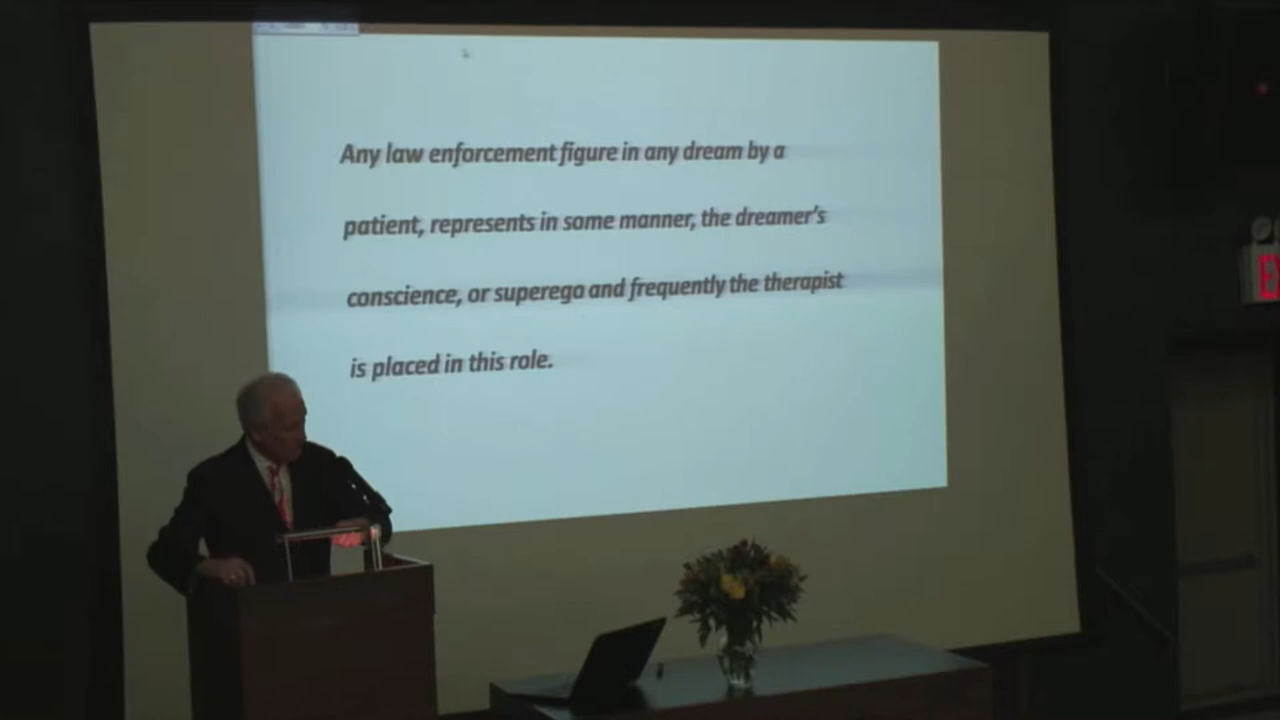 Any law enforcement figure in any dream by a
patient, represents in some manner, the dreamer's
conscience, or superego and frequently the therapist
is placed in this role.